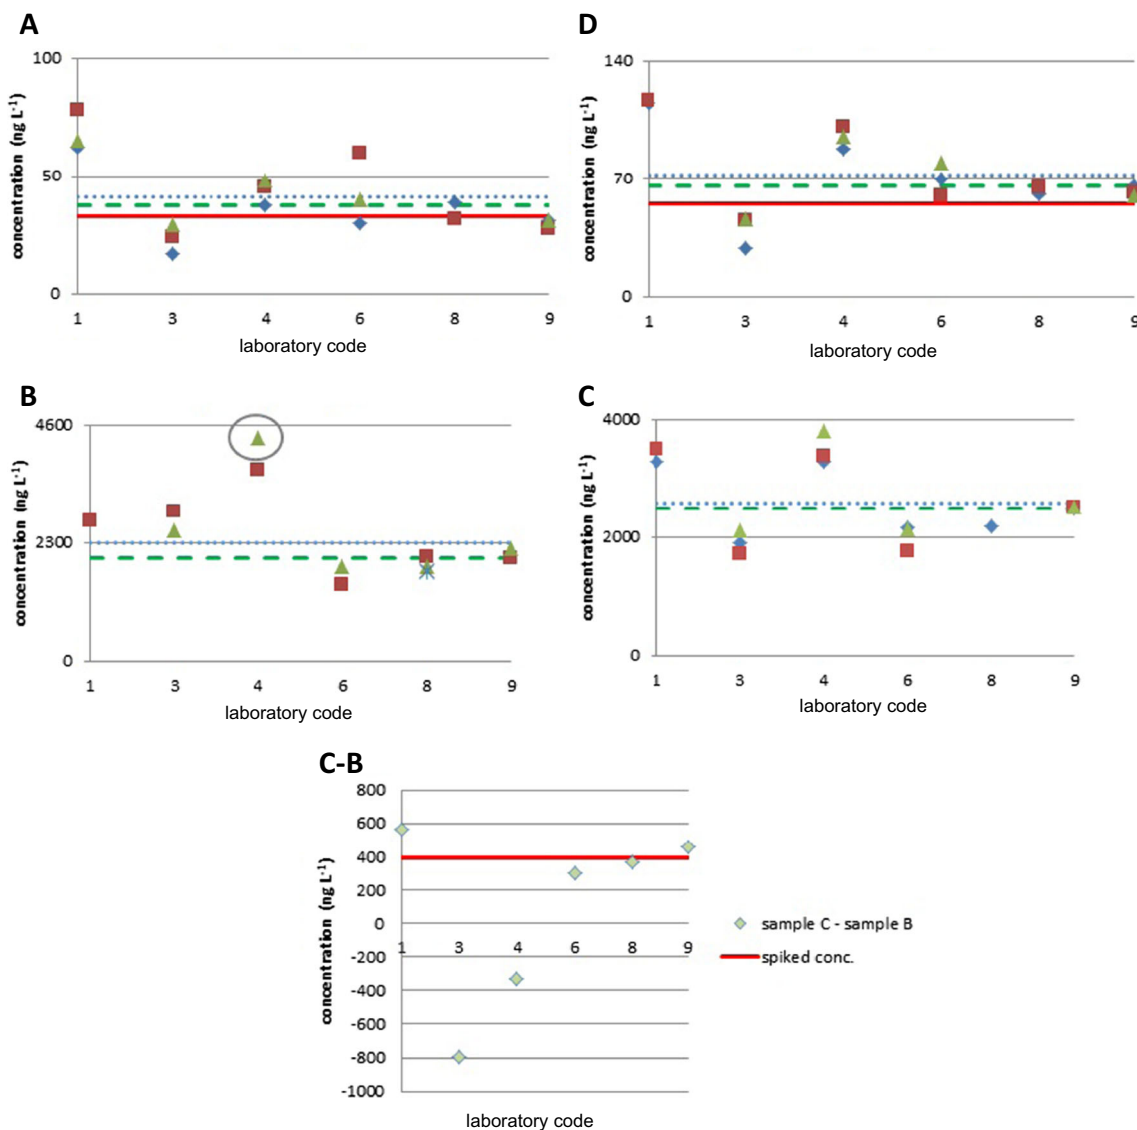 A
concentration (ng L-1)
100
50
0
1 3 4 6 8 9
laboratory code
D
concentration (ng L-1)
140
70
0
1 3 4 6 8 9
laboratory code
B
concentration (ng L-1)
4600
2300
0
1 3 4 6 8 9
laboratory code
C
concentration (ng L-1)
4000
2000
0
1 3 4 6 8 9
laboratory code
C-B
concentration (ng L-1)
800
600
400
200
0
1 3 4 6 8 9
-200
-400
-600
-800
-1000
laboratory code
sample C - sample B
spiked conc.